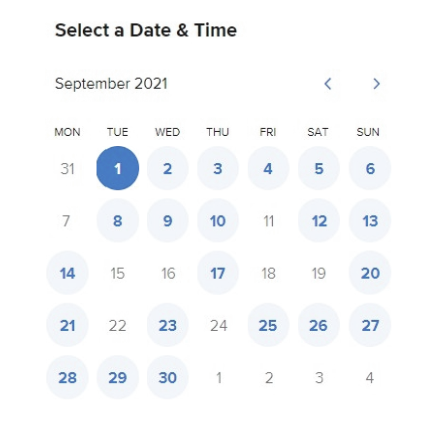 Select a Date & Time
September 2021
MON TUE WED THU FRI SAT SUN
31 1 2 3 4 5 6
7 8 9 10 11 12 13
14 15 16 17 18 19 20
21 22 23 24 25 26 27
28 29 30 1 2 3 4